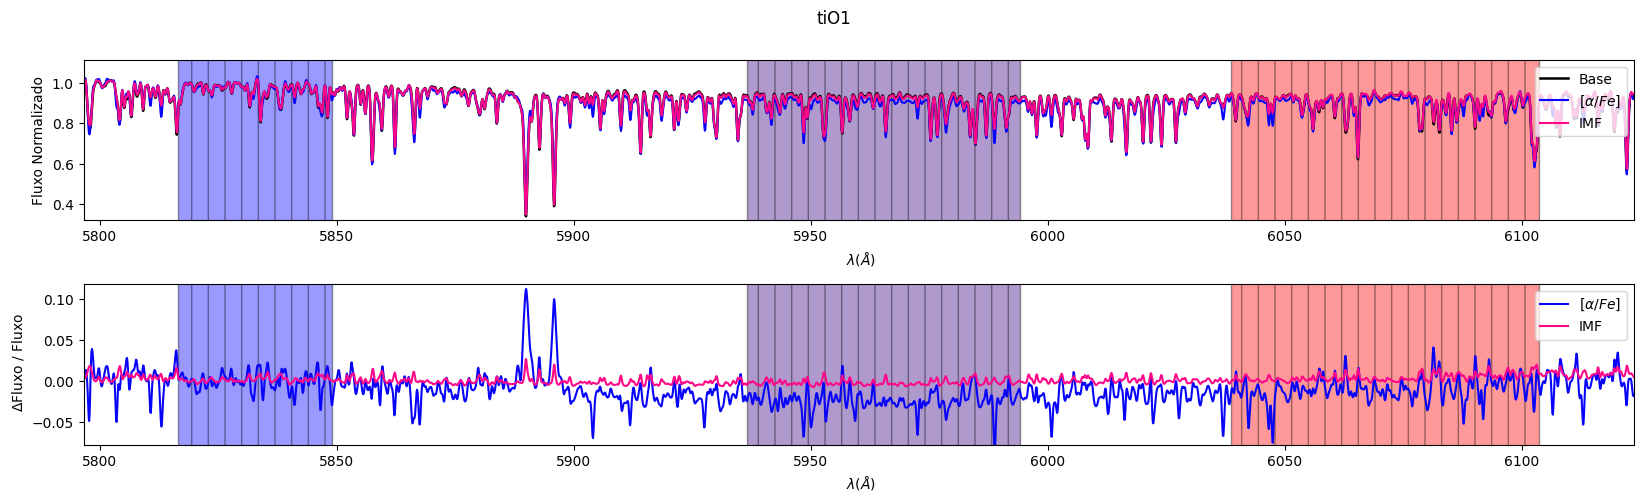 tiO1
Fluxo Normalizado
1.0
0.8
0.6
0.4
Base
[α/Fe]
IMF
5800 5850 5900 5950 6000 6050 6100
λ(Å)
ΔFluxo / Fluxo
0.10
0.05
0.00
−0.05
[α/Fe]
IMF
5800 5850 5900 5950 6000 6050 6100
λ(Å)